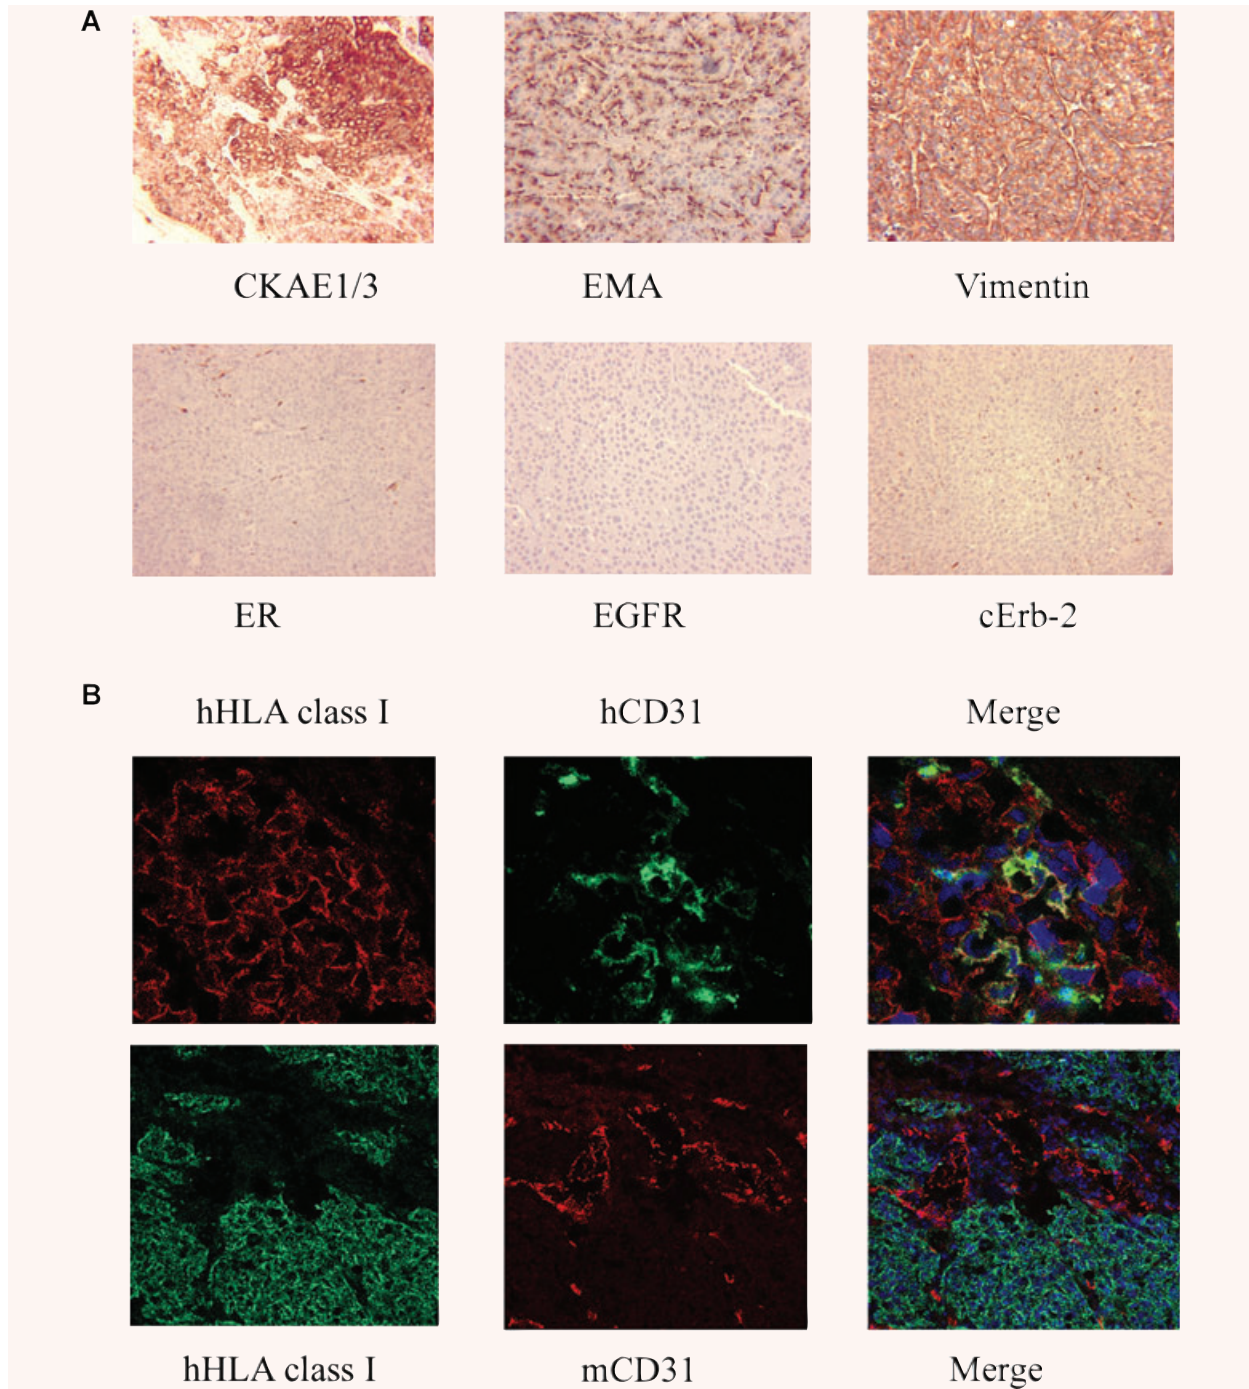 A
CKAE1/3 EMA Vimentin
ER EGFR cErb-2
B
hHLA class I hCD31 Merge
hHLA class I mCD31 Merge